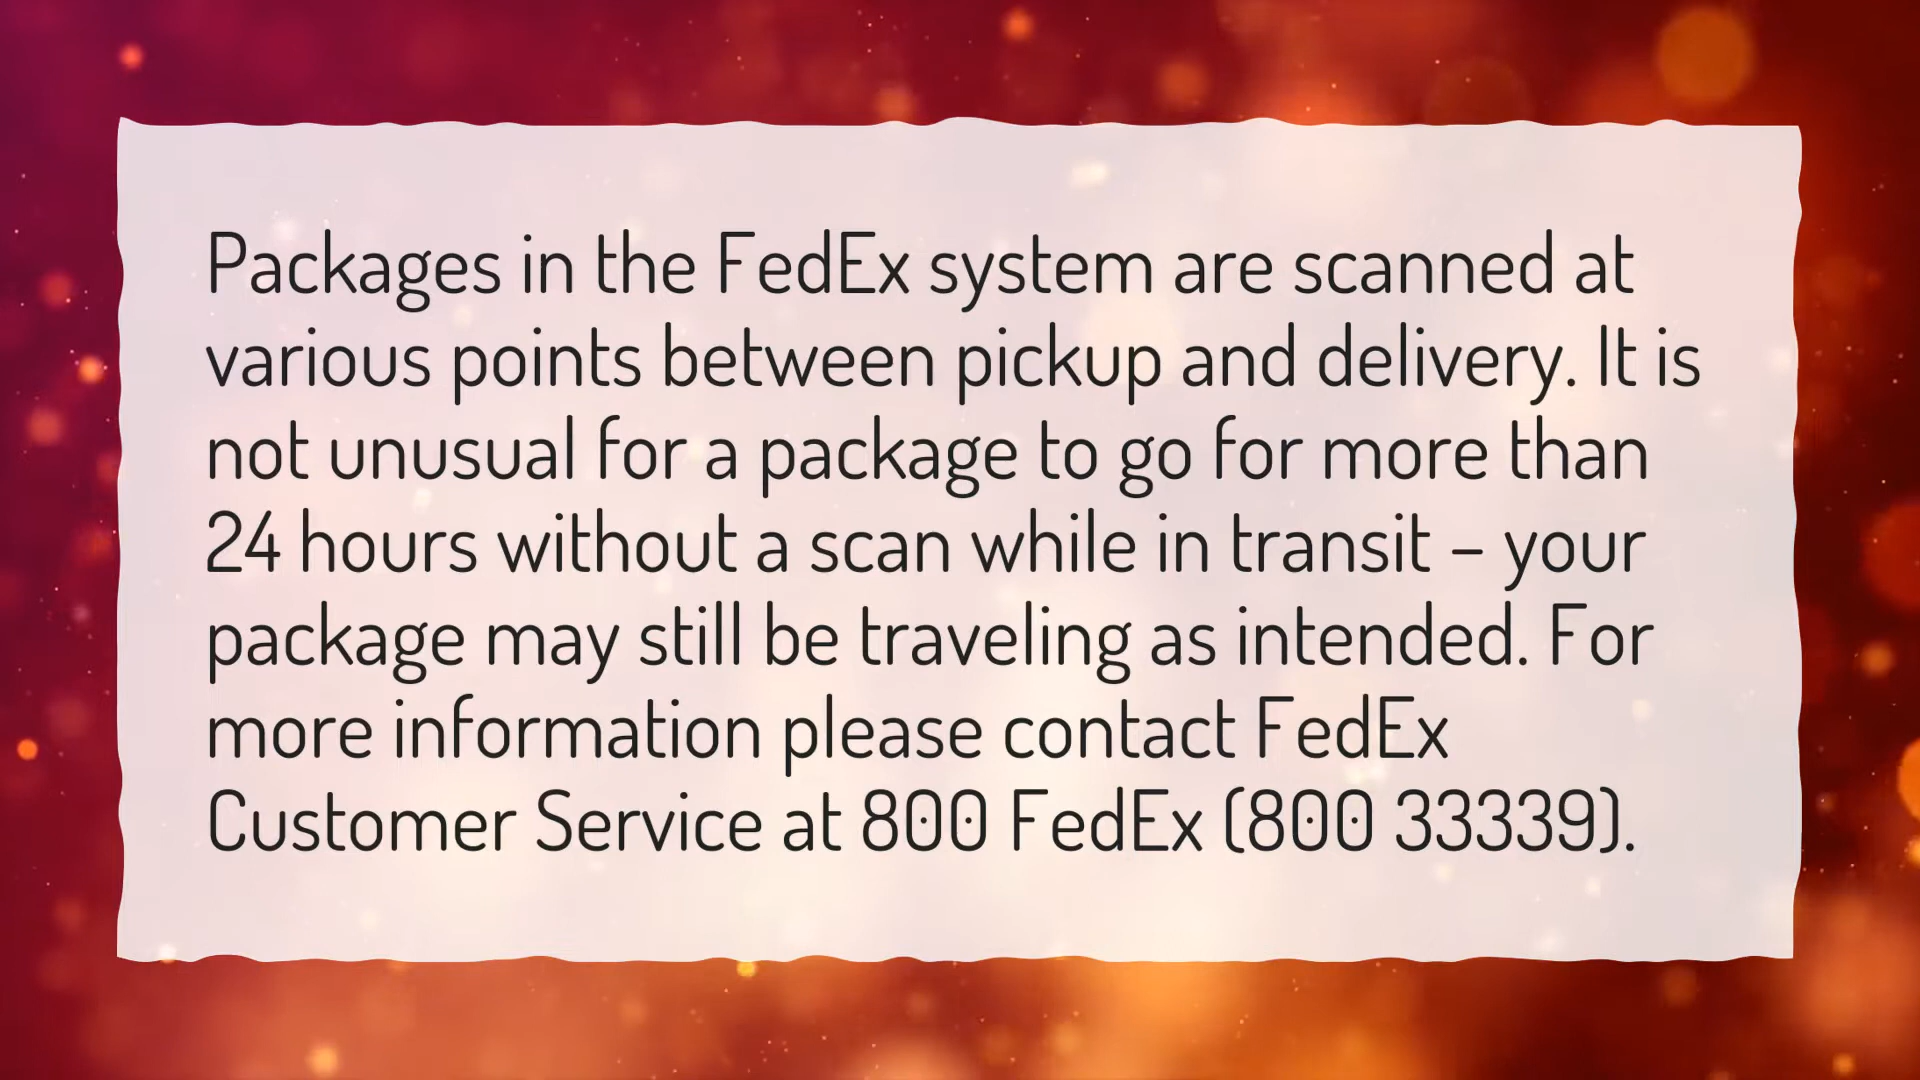 Packages in the FedEx system are scanned at
various points between pickup and delivery. It is
not unusual for a package to go for more than
24 hours without a scan while in transit – your
package may still be traveling as intended. For
more information please contact FedEx
Customer Service at 800 FedEx (800 33339).